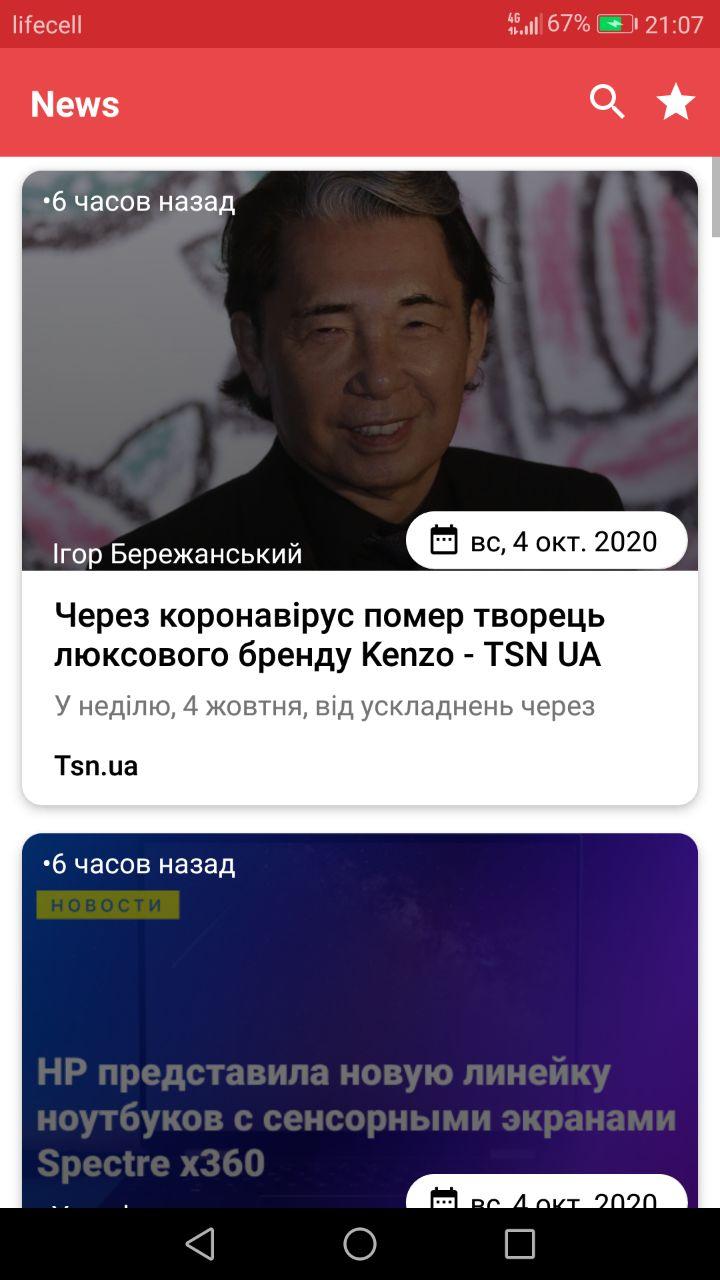 lifecell
4G 67% 21:07
News
•6 часов назад
Ігор Бережанський
вс, 4 окт. 2020
Через коронавірус помер творець
люксового бренду Kenzo - TSN UA
У неділю, 4 жовтня, від ускладнень через
Tsn.ua
•6 часов назад
НОВОСТИ
HP представила новую линейку
ноутбуков с сенсорными экранами
Spectre x360
вс, 4 окт. 2020